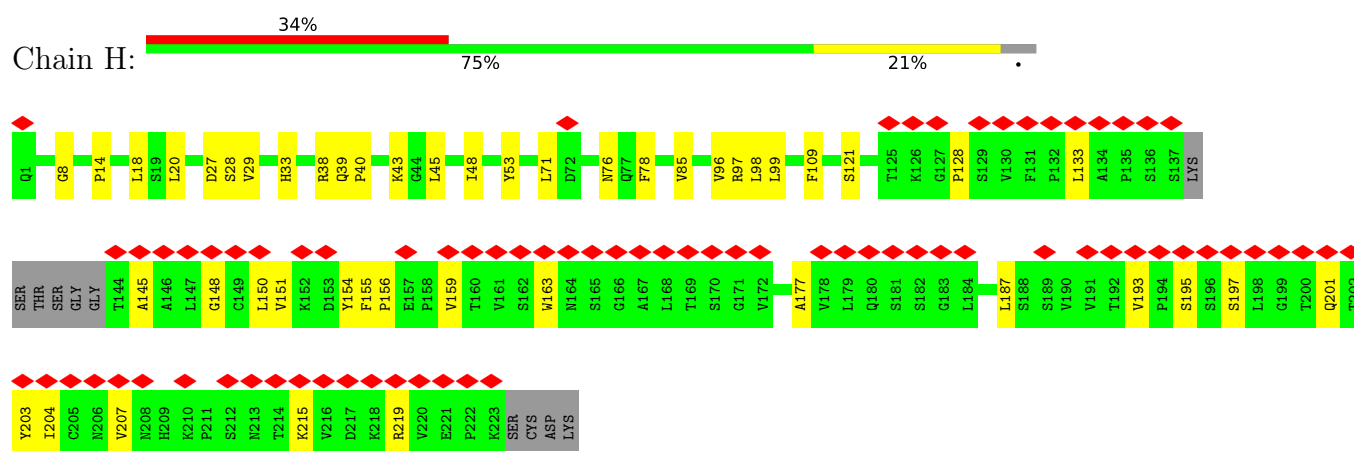 34%
Chain H:
75% 21% •
Q1 G8 P14 L18 S19 L20 D27 S28 V29 H33 R38 Q39 P40 K43 G44 L45 I48 Y53 L71 D72 N76 Q77 F78 V85 V96 R97 L98 L99 F109 S121 T125 K126 G127 P128 S129 V130 F131 P132 L133 A134 P135 S136 S137 LYS
SER THR SER GLY GLY T144 A145 A146 L147 G148 C149 L150 V151 K152 D153 Y154 F155 P156 E157 P158 V159 T160 V161 S162 W163 N164 S165 G166 A167 L168 T169 S170 G171 V172 A177 V178 L179 Q180 S181 S182 G183 L184 L187 S188 S189 V190 V191 T192 V193 P194 S195 S196 S197 L198 G199 T200 Q201
Y203 I204 C205 N206 V207 N208 H209 K210 P211 S212 N213 T214 K215 V216 D217 K218 R219 V220 E221 P222 K223 SER CYS ASP LYS